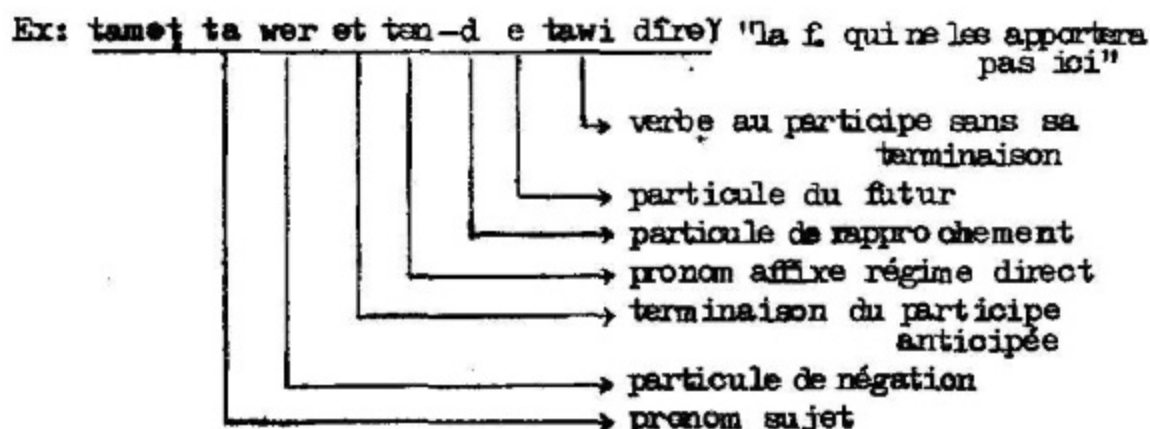 Ex: tameṭ ta wer et ten-d e tawi dîreγ "la f. qui ne les apportera
pas ici"
verbe au participe sans sa
terminaison
particule du futur
particule de rapprochement
pronom affixe régime direct
terminaison du participe
anticipée
particule de négation
pronom sujet